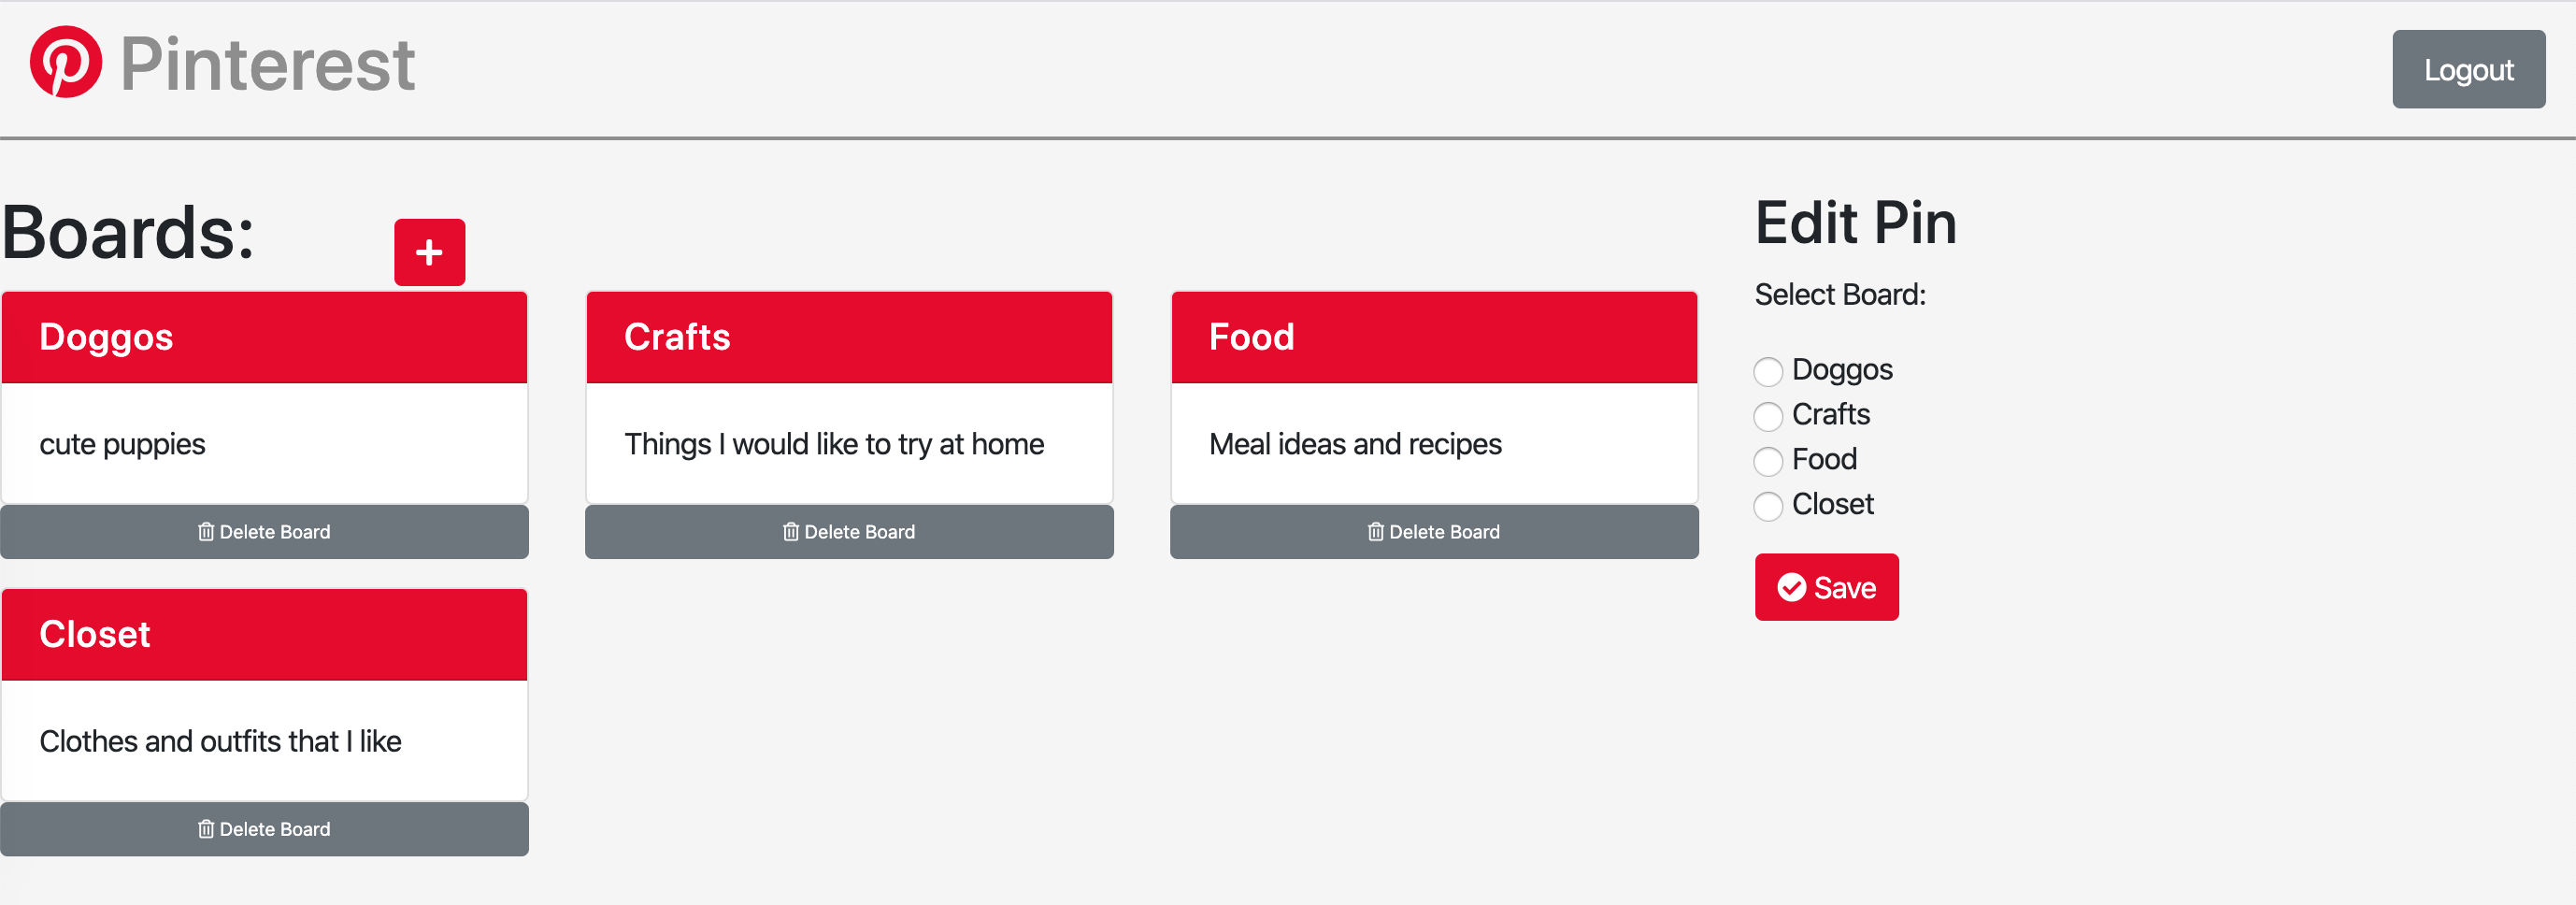 Pinterest
Logout
Boards:
Doggos
cute puppies
Delete Board
Crafts
Things I would like to try at home
Delete Board
Food
Meal ideas and recipes
Delete Board
Closet
Clothes and outfits that I like
Delete Board
Edit Pin
Select Board:
Doggos
Crafts
Food
Closet
Save